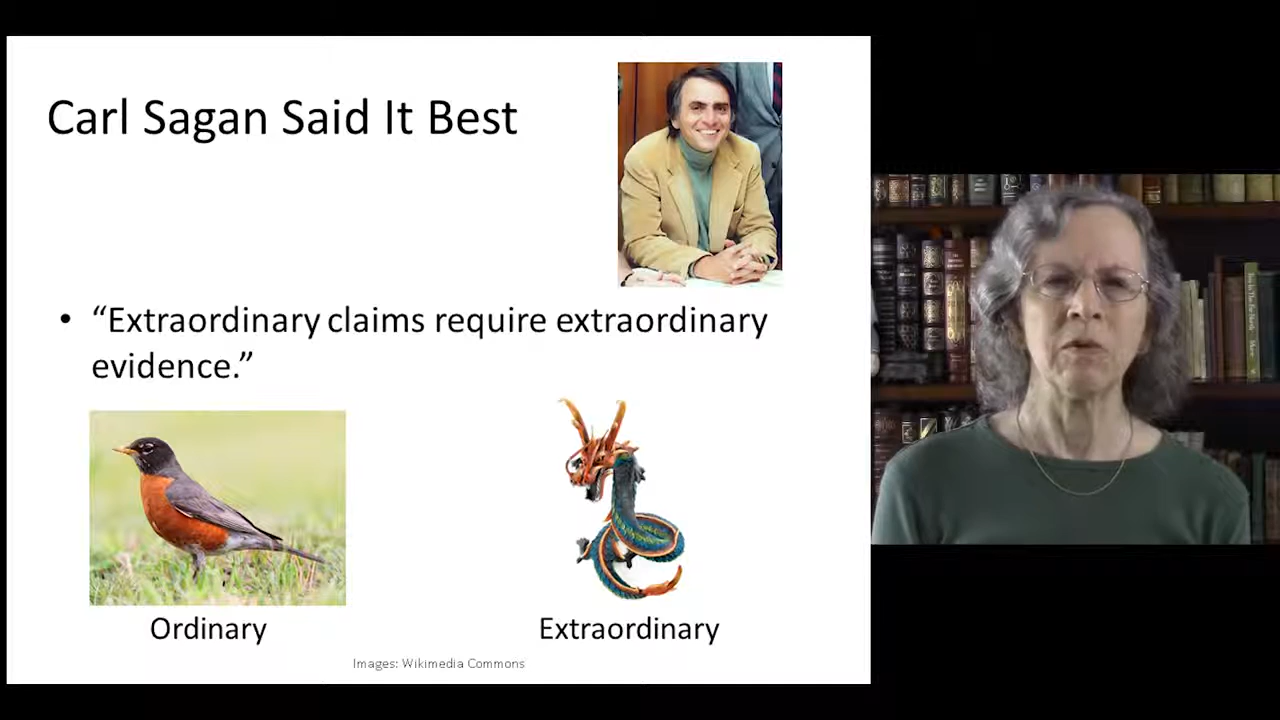 Carl Sagan Said It Best
• “Extraordinary claims require extraordinary
evidence.”
Ordinary
Extraordinary
Images: Wikimedia Commons